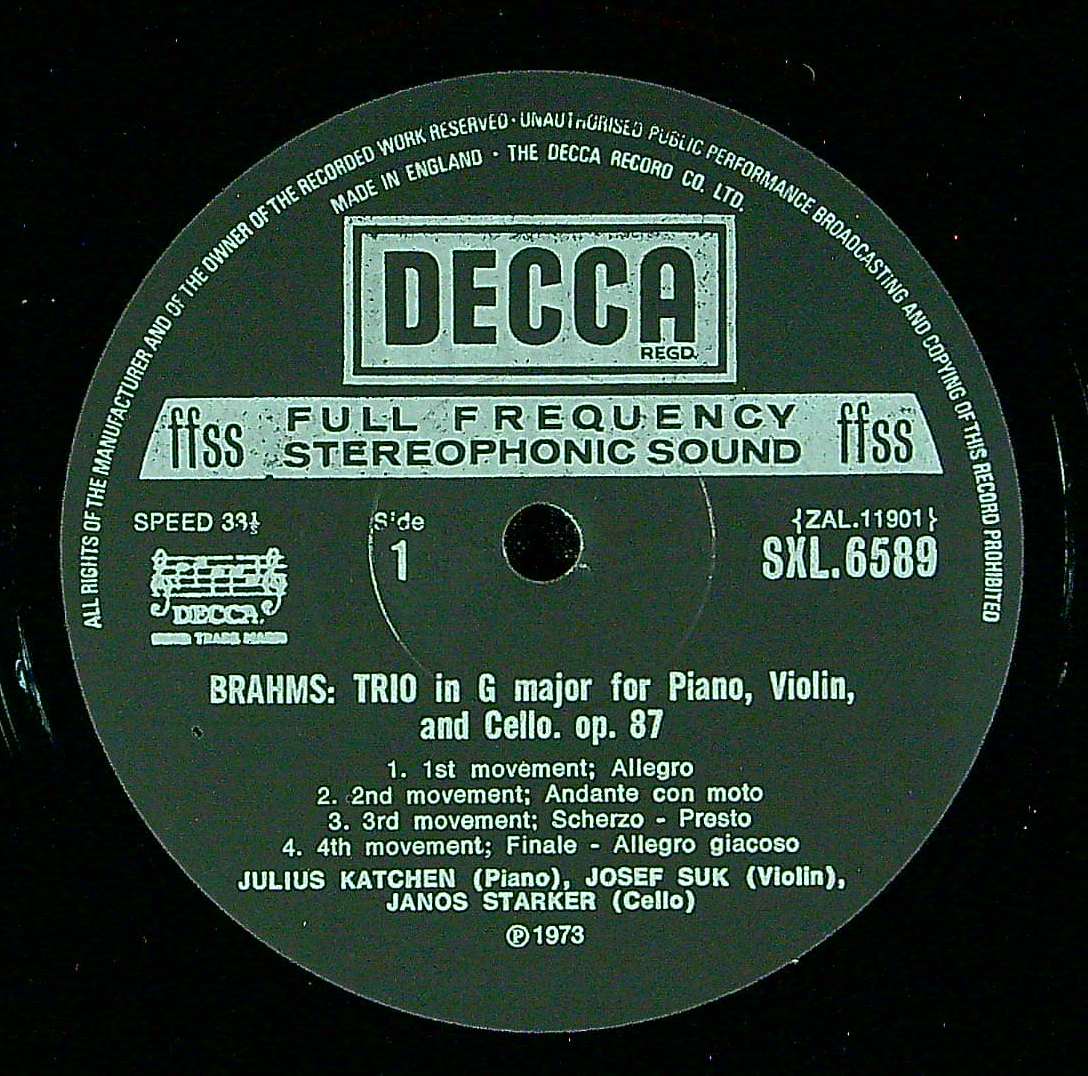 ALL RIGHTS OF THE MANUFACTURER AND OF THE OWNER OF THE RECORDED WORK RESERVED · UNAUTHORISED PUBLIC PERFORMANCE BROADCASTING AND COPYING OF THIS RECORD PROHIBITED
MADE IN ENGLAND · THE DECCA RECORD CO. LTD.
DECCA
REGD.
ffss FULL FREQUENCY STEREOPHONIC SOUND ffss
SPEED 33⅓
Side
1
{ZAL.11901}
SXL.6589
DECCA
TRADE MARK
BRAHMS: TRIO in G major for Piano, Violin,
and Cello. op. 87
1. 1st movement; Allegro
2. 2nd movement; Andante con moto
3. 3rd movement; Scherzo - Presto
4. 4th movement; Finale - Allegro giacoso
JULIUS KATCHEN (Piano), JOSEF SUK (Violin),
JANOS STARKER (Cello)
℗1973